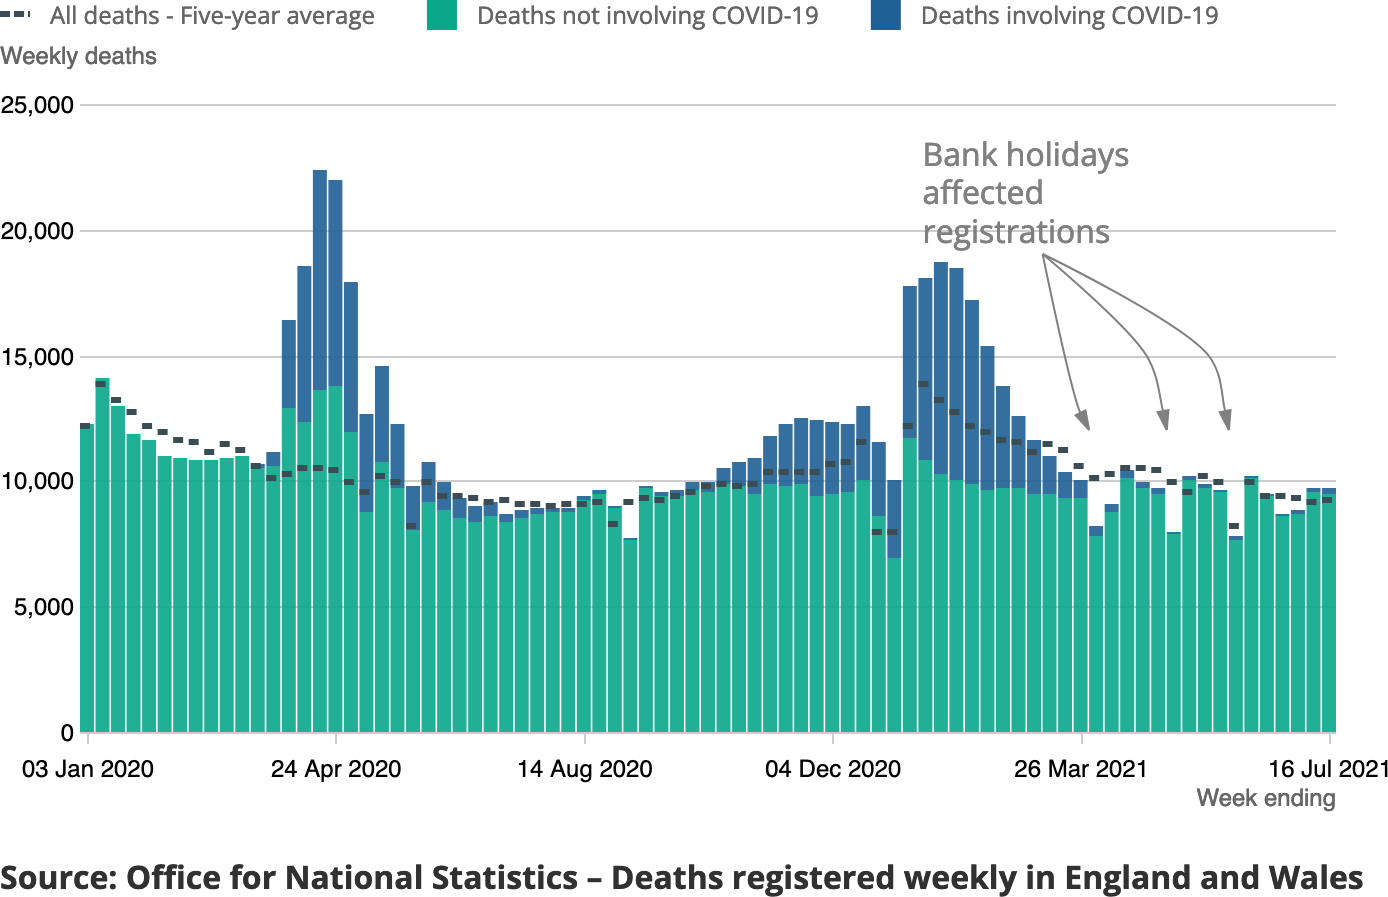 All deaths - Five-year average
Deaths not involving COVID-19
Deaths involving COVID-19
Weekly deaths
25,000
Bank holidays
affected
registrations
20,000
15,000
10,000
5,000
0
03 Jan 2020
24 Apr 2020
14 Aug 2020
04 Dec 2020
26 Mar 2021
16 Jul 2021
Week ending
Source: Office for National Statistics – Deaths registered weekly in England and Wales